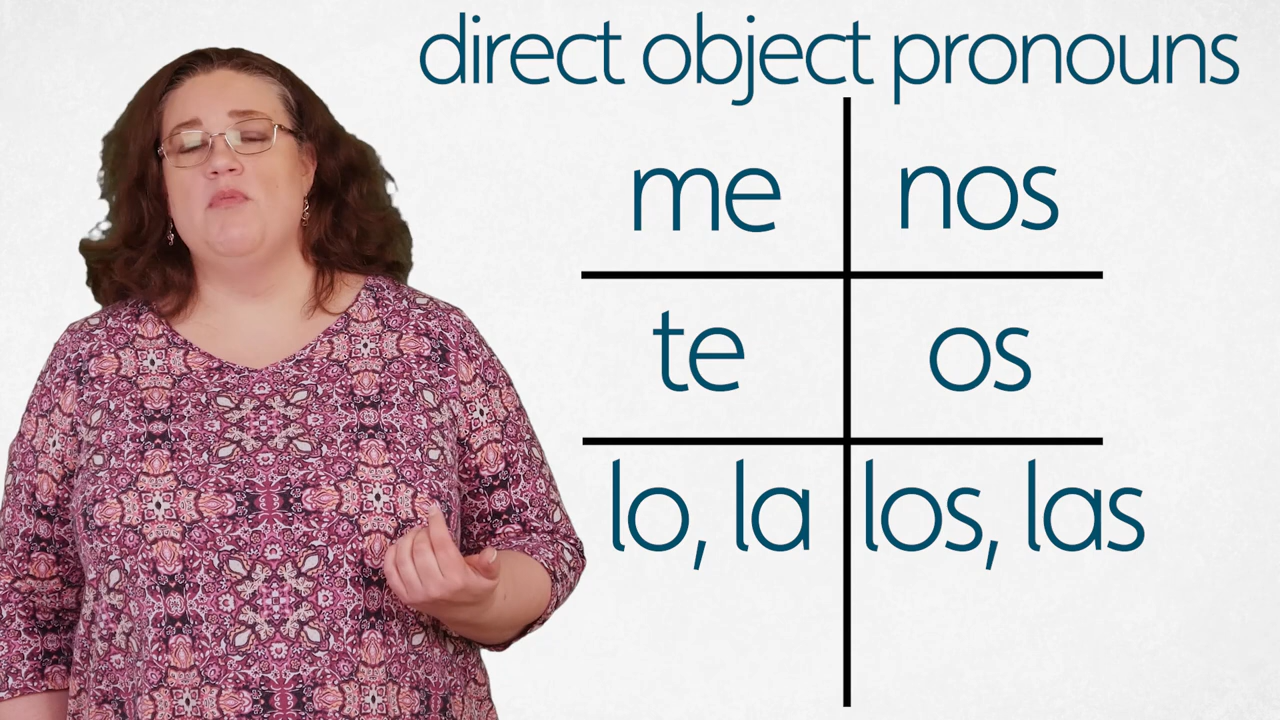 direct object pronouns
me nos
te os
lo, la los, las